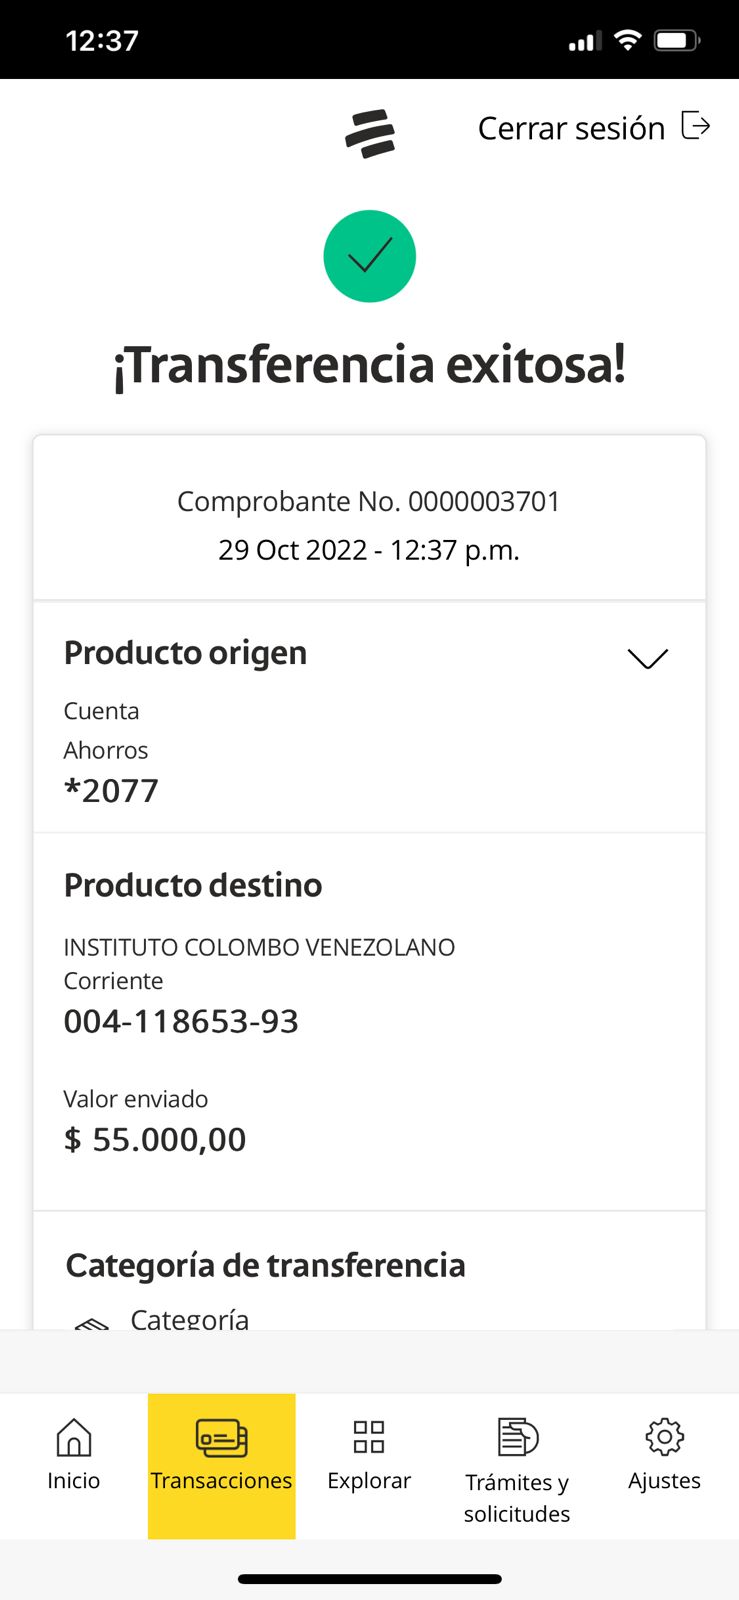 12:37
Cerrar sesión
¡Transferencia exitosa!
Comprobante No. 0000003701
29 Oct 2022 - 12:37 p.m.
Producto origen
Cuenta
Ahorros
*2077
Producto destino
INSTITUTO COLOMBO VENEZOLANO
Corriente
004-118653-93
Valor enviado
$ 55.000,00
Categoría de transferencia
Categoría
Inicio
Transacciones
Explorar
Trámites y
solicitudes
Ajustes